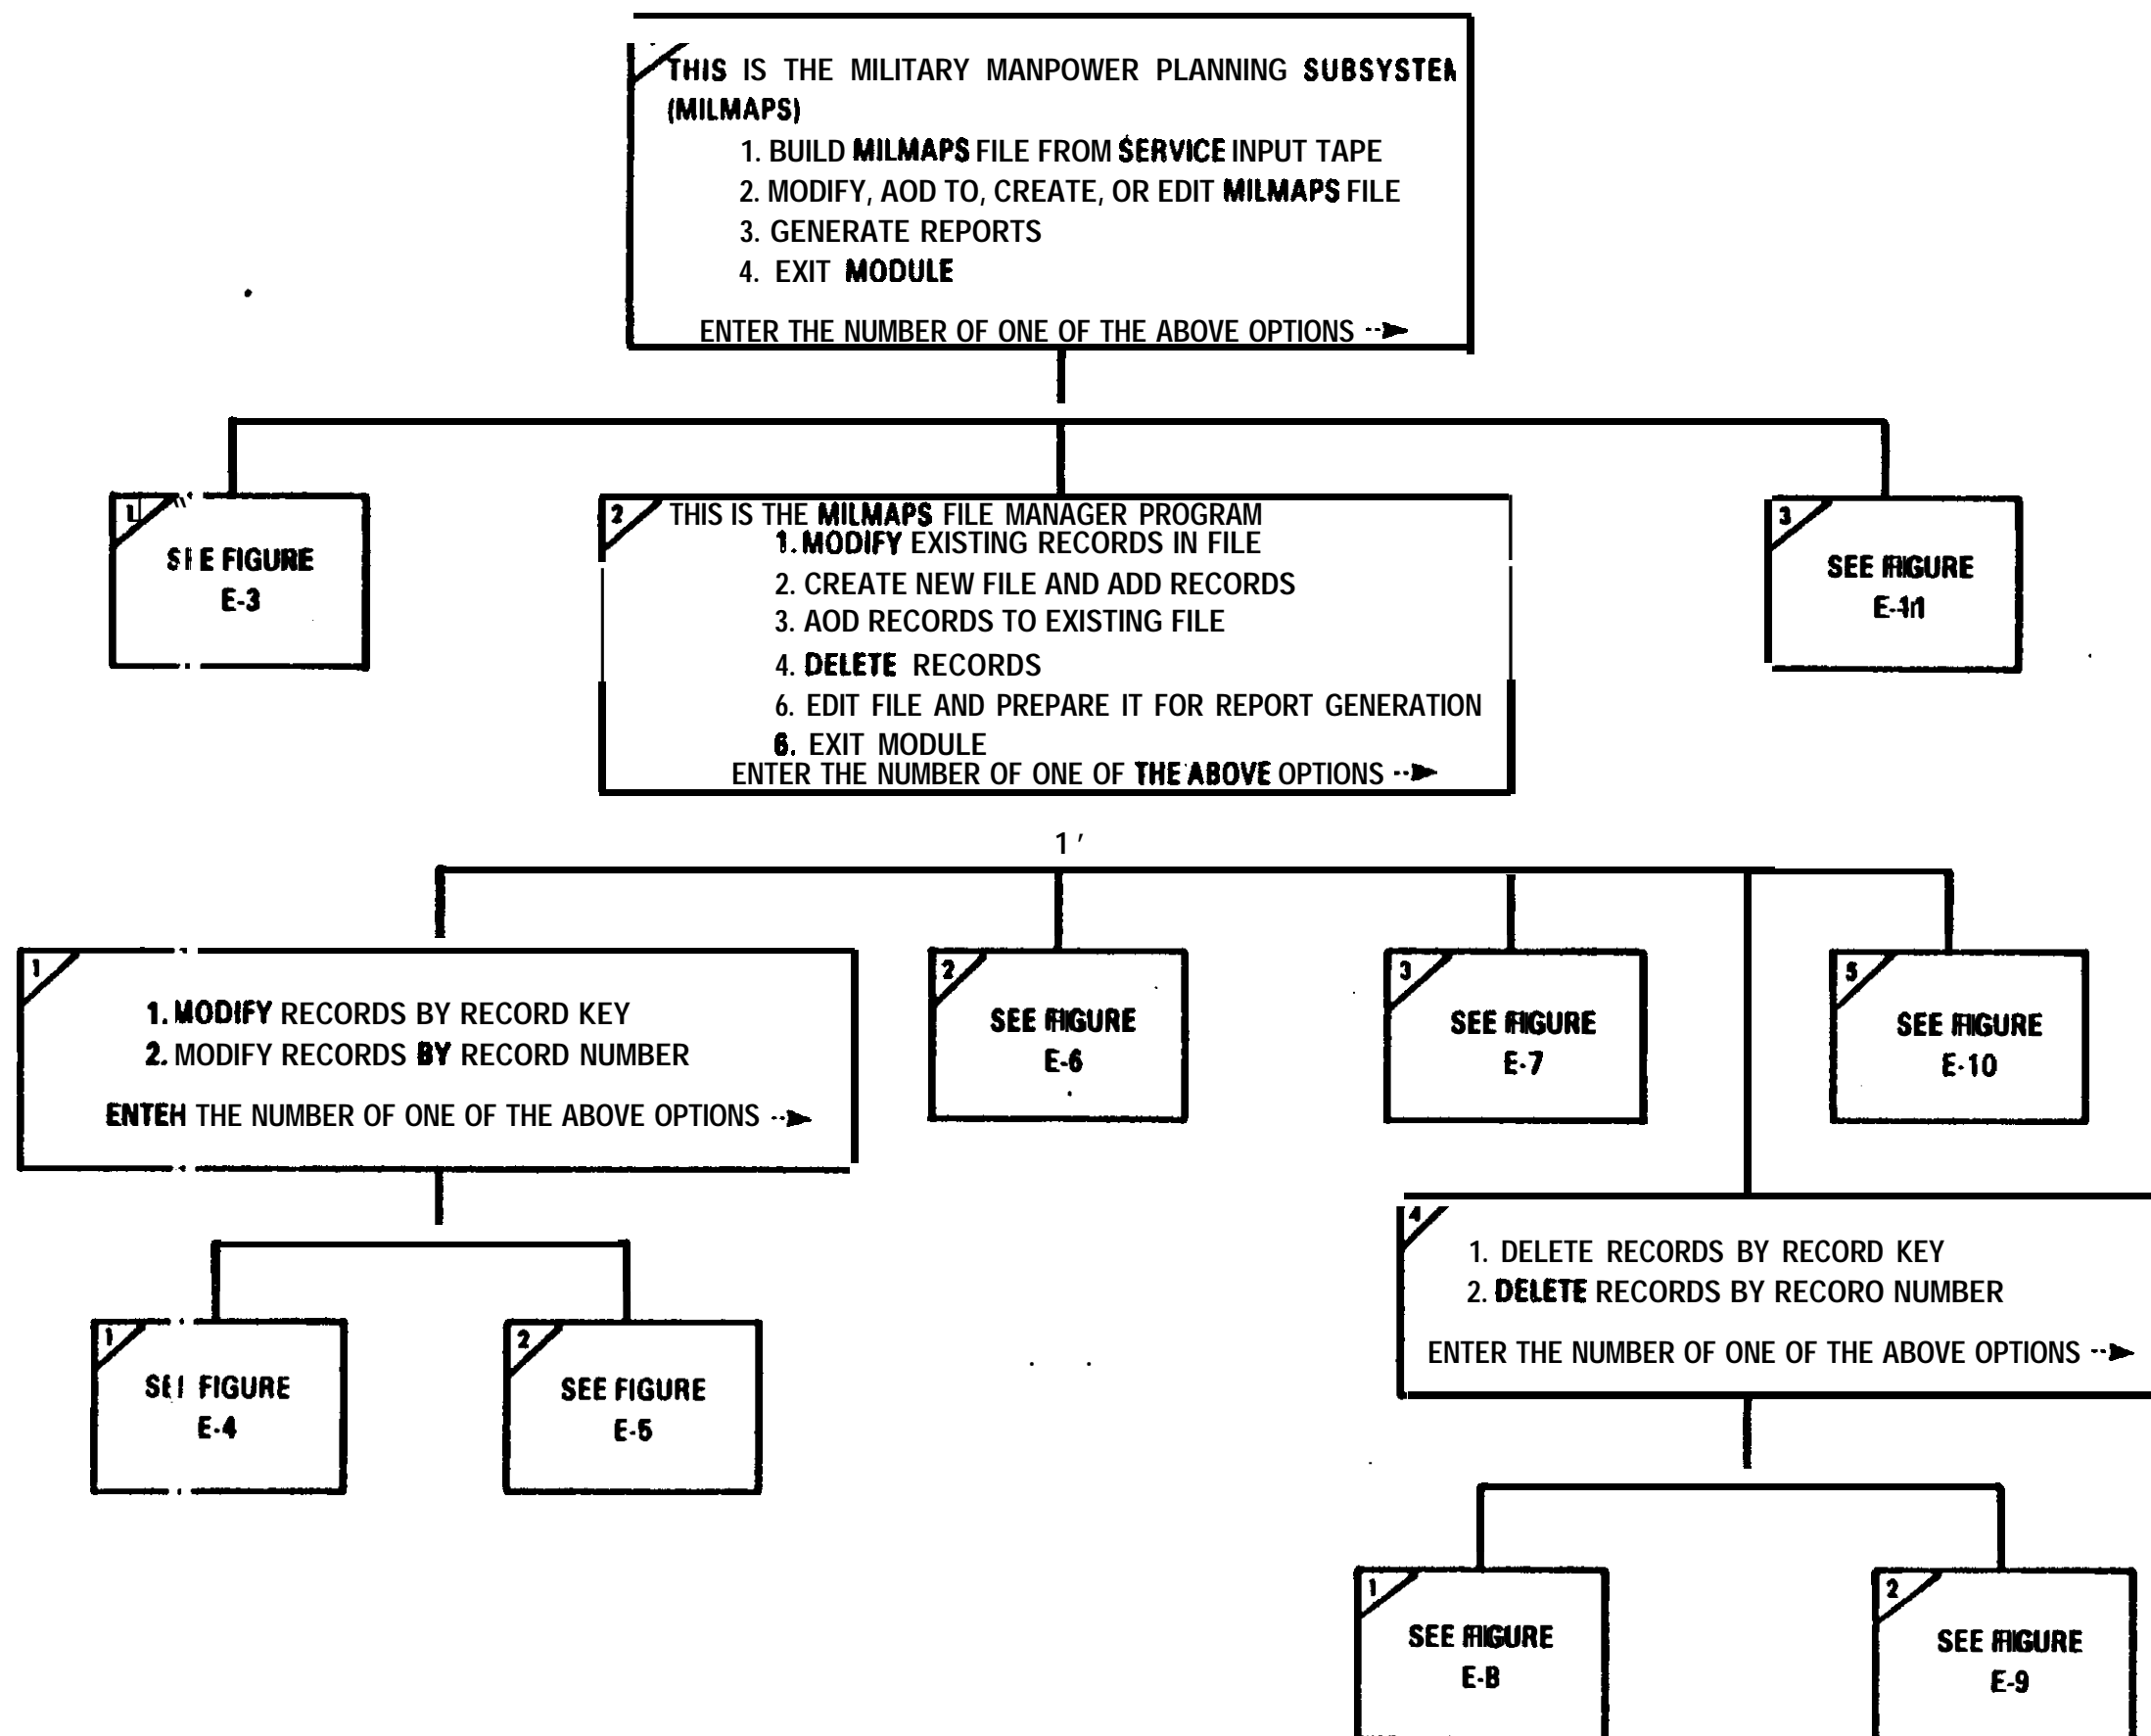 THIS IS THE MILITARY MANPOWER PLANNING SUBSYSTEM
(MILMAPS)
1. BUILD MILMAPS FILE FROM SERVICE INPUT TAPE
2. MODIFY, AOD TO, CREATE, OR EDIT MILMAPS FILE
3. GENERATE REPORTS
4. EXIT MODULE
ENTER THE NUMBER OF ONE OF THE ABOVE OPTIONS
1
SEE FIGURE
E-3
2
THIS IS THE MILMAPS FILE MANAGER PROGRAM
1. MODIFY EXISTING RECORDS IN FILE
2. CREATE NEW FILE AND ADD RECORDS
3. AOD RECORDS TO EXISTING FILE
4. DELETE RECORDS
6. EDIT FILE AND PREPARE IT FOR REPORT GENERATION
6. EXIT MODULE
ENTER THE NUMBER OF ONE OF THE ABOVE OPTIONS
3
SEE FIGURE
E-11
1
1. MODIFY RECORDS BY RECORD KEY
2. MODIFY RECORDS BY RECORD NUMBER
ENTEH THE NUMBER OF ONE OF THE ABOVE OPTIONS
2
SEE FIGURE
E-6
3
SEE FIGURE
E-7
5
SEE FIGURE
E-10
4
1. DELETE RECORDS BY RECORD KEY
2. DELETE RECORDS BY RECORO NUMBER
ENTER THE NUMBER OF ONE OF THE ABOVE OPTIONS
1
SEE FIGURE
E-4
2
SEE FIGURE
E-5
1
SEE FIGURE
E-8
2
SEE FIGURE
E-9